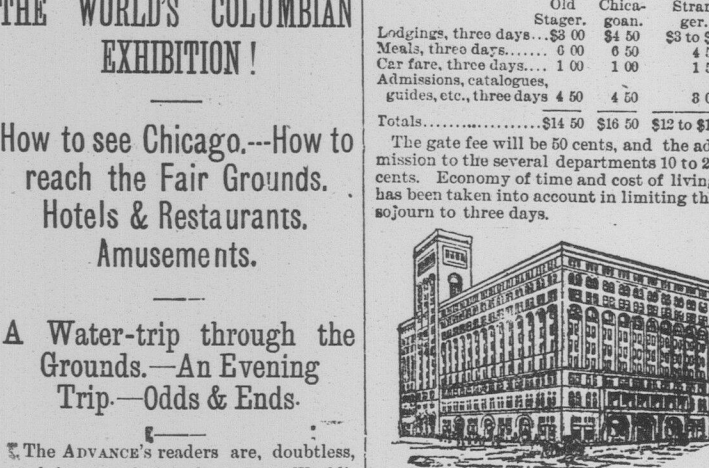 THE WORLD'S COLUMBIAN
EXHIBITION!
How to see Chicago.---How to
reach the Fair Grounds.
Hotels & Restaurants.
Amusements.
A Water-trip through the
Grounds.—An Evening
Trip.—Odds & Ends.
The ADVANCE's readers are, doubtless,
Old Chica- Stran
Stager. goan. ger.
Lodgings, three days...$3 00 $4 50 $3 to $
Meals, three days....... 6 00 6 50 4
Car fare, three days.... 1 00 1 00 1
Admissions, catalogues,
guides, etc., three days 4 50 4 50 3 0
Totals.....................$14 50 $16 50 $12 to $1
The gate fee will be 50 cents, and the ad
mission to the several departments 10 to 2
cents. Economy of time and cost of living
has been taken into account in limiting th
sojourn to three days.